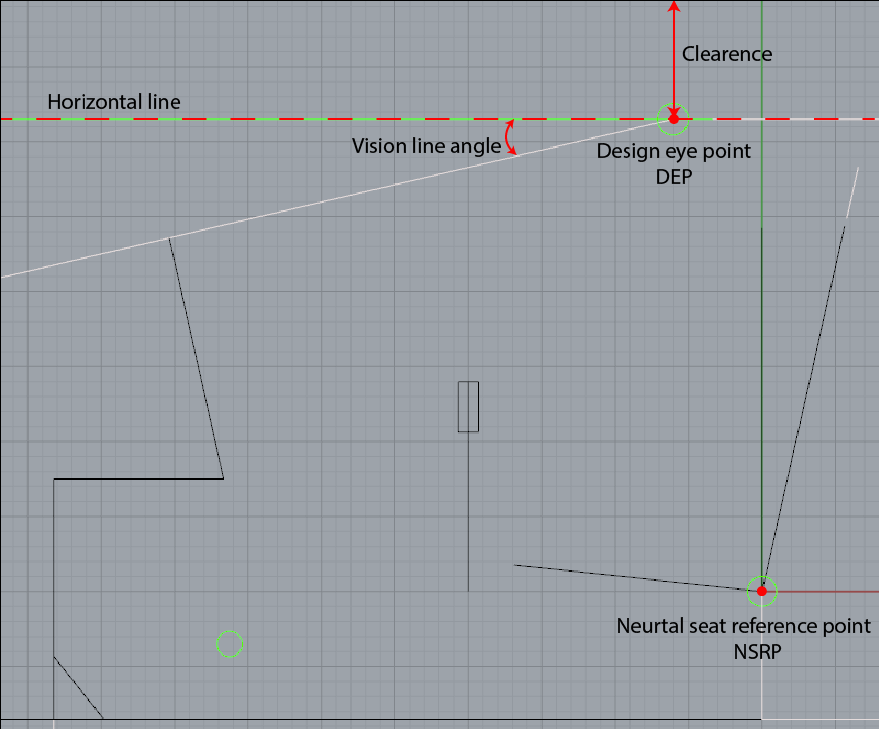 Clearence
Horizontal line
Vision line angle
Design eye point
DEP
Neurtal seat reference point
NSRP